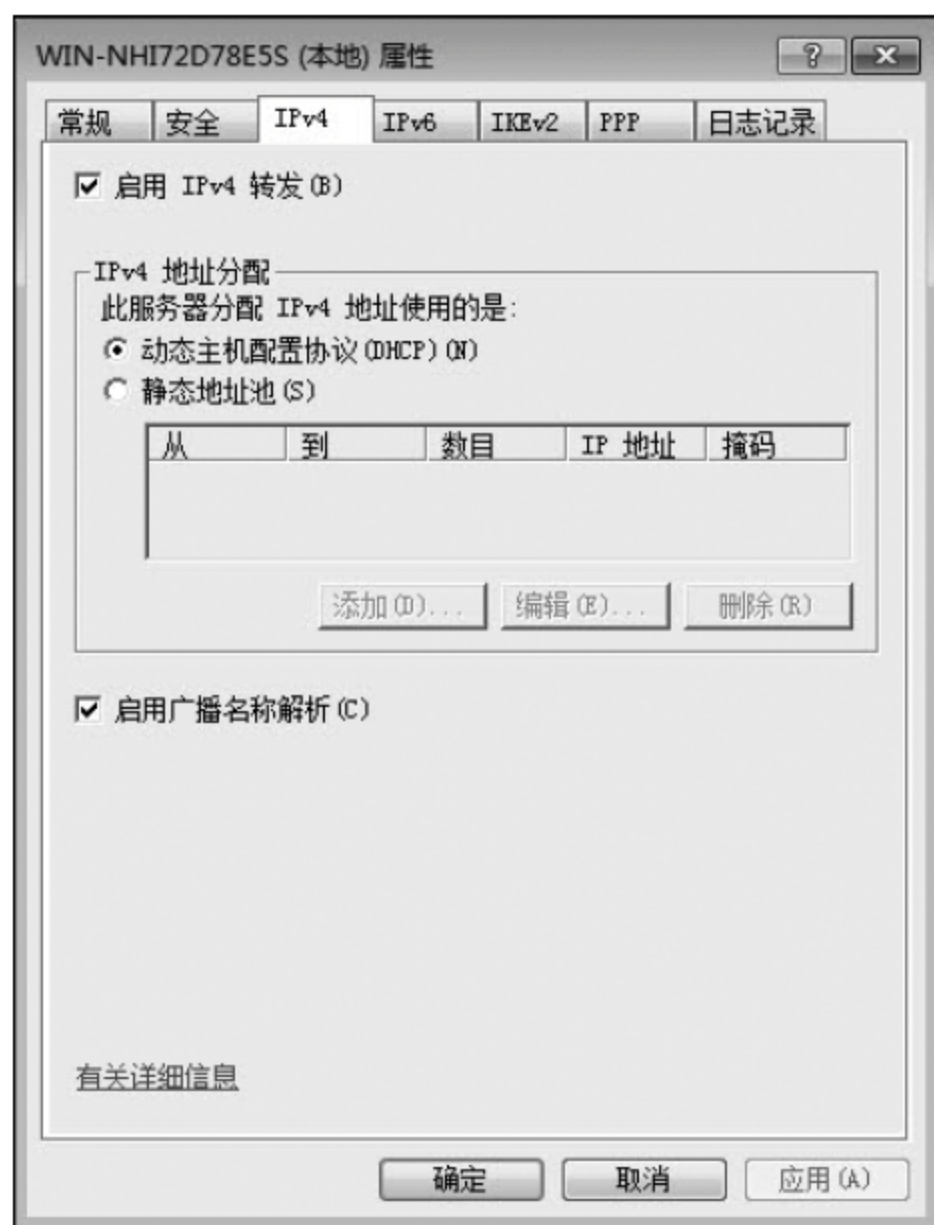 WIN-NHI72D78E5S (本地) 属性
常规 安全 IPv4 IPv6 IKEv2 PPP 日志记录
启用 IPv4 转发(B)
IPv4 地址分配
此服务器分配 IPv4 地址使用的是:
动态主机配置协议(DHCP)(N)
静态地址池(S)
从 到 数目 IP 地址 掩码
添加(D)... 编辑(E)... 删除(R)
启用广播名称解析(C)
有关详细信息
确定 取消 应用(A)